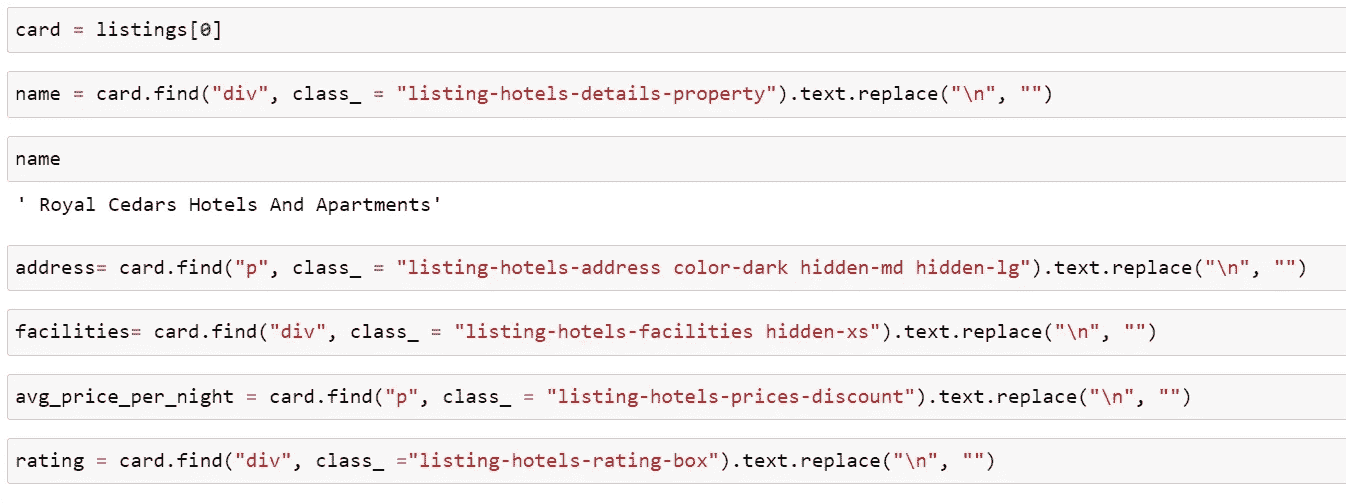 card = listings[0]
name = card.find("div", class_ = "listing-hotels-details-property").text.replace("\n", "")
name
' Royal Cedars Hotels And Apartments'
address= card.find("p", class_ = "listing-hotels-address color-dark hidden-md hidden-lg").text.replace("\n", "")
facilities= card.find("div", class_ = "listing-hotels-facilities hidden-xs").text.replace("\n", "")
avg_price_per_night = card.find("p", class_ = "listing-hotels-prices-discount").text.replace("\n", "")
rating = card.find("div", class_ ="listing-hotels-rating-box").text.replace("\n", "")